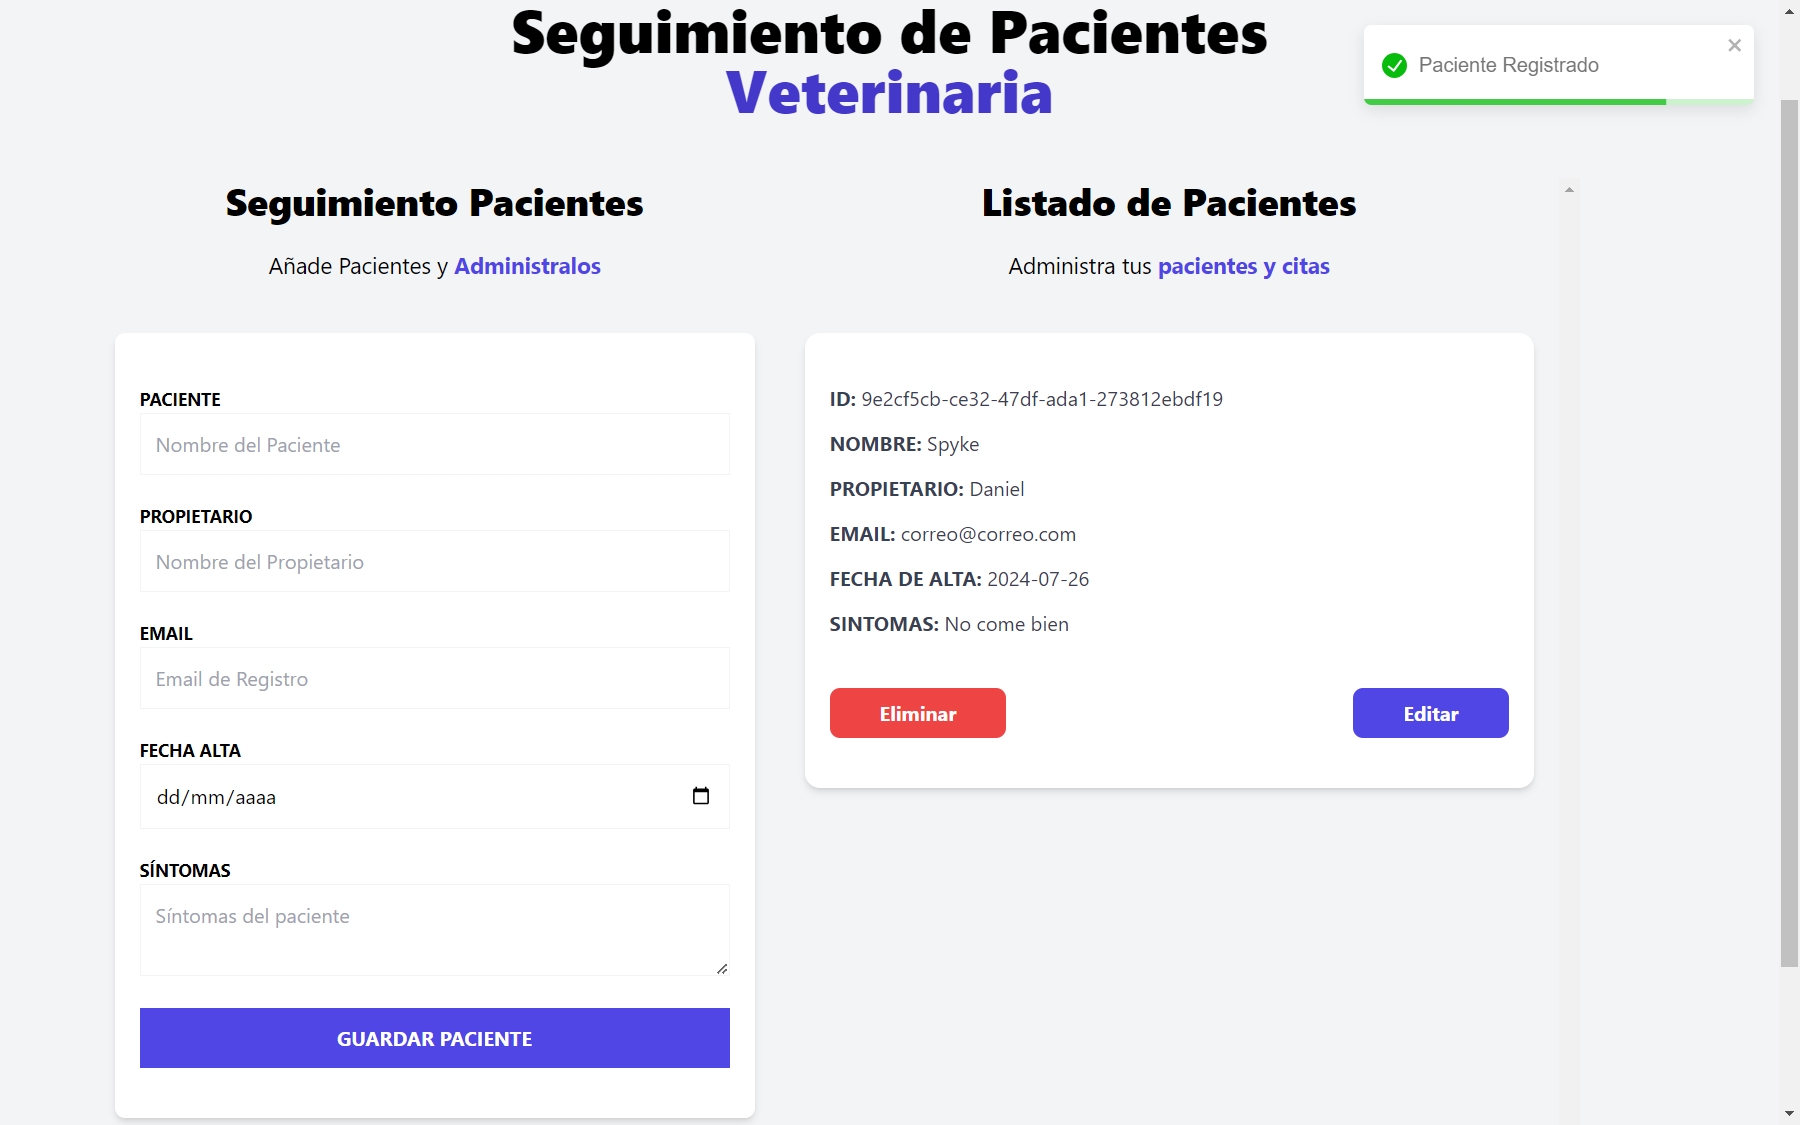 Seguimiento de Pacientes
Veterinaria
Paciente Registrado
Seguimiento Pacientes
Añade Pacientes y Administralos
PACIENTE
Nombre del Paciente
PROPIETARIO
Nombre del Propietario
EMAIL
Email de Registro
FECHA ALTA
dd/mm/aaaa
SÍNTOMAS
Síntomas del paciente
GUARDAR PACIENTE
Listado de Pacientes
Administra tus pacientes y citas
ID: 9e2cf5cb-ce32-47df-ada1-273812ebdf19
NOMBRE: Spyke
PROPIETARIO: Daniel
EMAIL: correo@correo.com
FECHA DE ALTA: 2024-07-26
SINTOMAS: No come bien
Eliminar
Editar